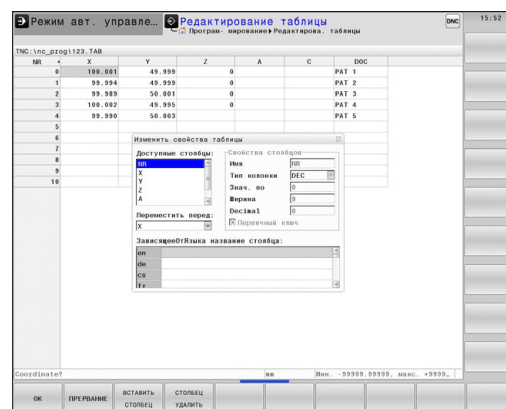 Режим авт. управле… Редактирование таблицы DNC 15:52
Програм- мирование Редактирова. таблицы
TNC:\nc_prog\123.TAB
NR X Y Z A C DOC
0 100.001 49.999 0 PAT 1
1 99.994 49.999 0 PAT 2
2 99.989 50.001 0 PAT 3
3 100.002 49.995 0 PAT 4
4 99.990 50.003 PAT 5
5
6
7
8
9
10
Изменить свойства таблицы
Доступные столбцы:
NR
X
Y
Z
A
Переместить перед:
X
Свойства столбцов
Имя NR
Тип колонки DEC
Знач. по 0
Ширина 9
Decimal 0
Первичный ключ
ЗависящееОтЯзыка название столбца:
en
de
cs
fr
Coordinate? мм Мин. -99999.99999, макс. +9999…
ОК ПРЕРВАНИЕ ВСТАВИТЬ СТОЛБЕЦ СТОЛБЕЦ УДАЛИТЬ